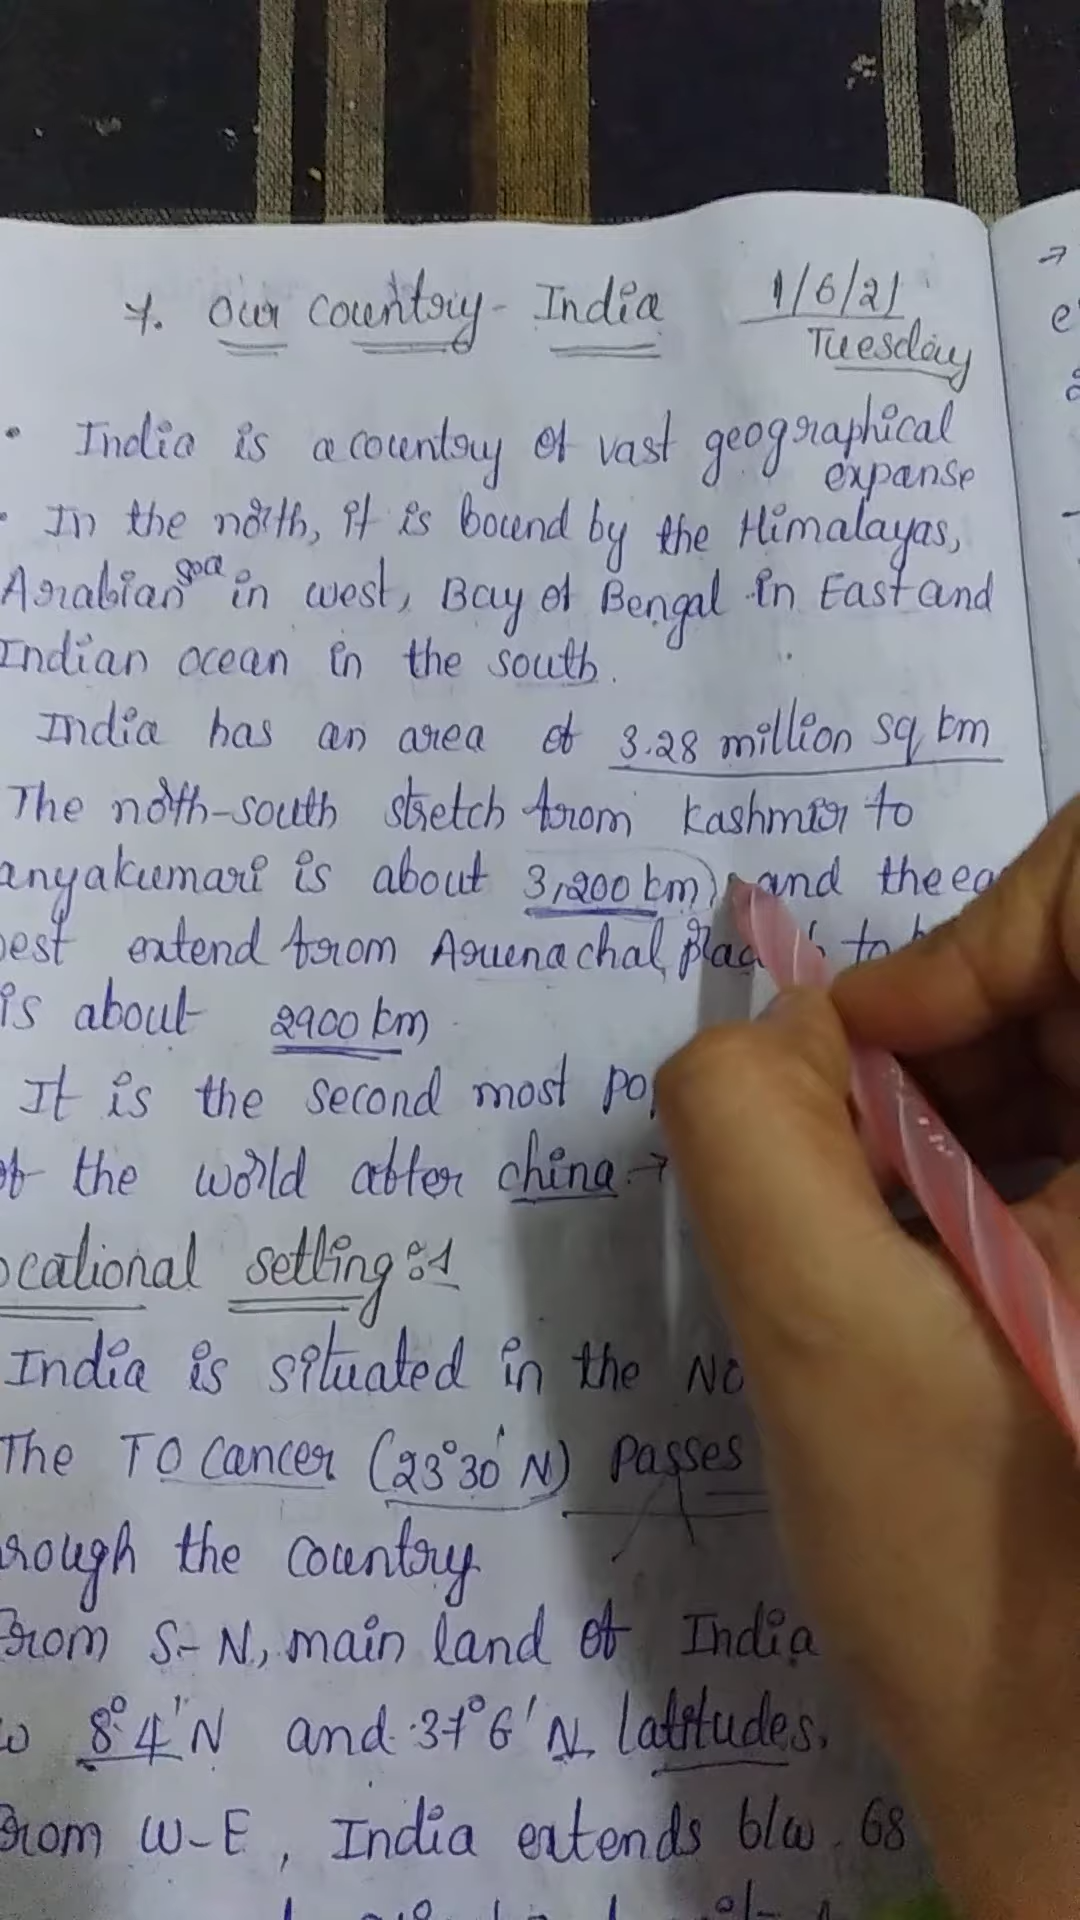 7. Our Country - India 1/6/21
Tuesday
• India is a country of vast geographical
expanse
• In the north, it is bound by the Himalayas,
Arabian sea in west, Bay of Bengal in East and
Indian ocean in the south.
India has an area of 3.28 million sq km
The north-south stretch from Kashmir to
anyakumari is about 3,200 km, and the ea
est extend from Arunachal to
is about 2900 km
It is the second most po
of the world after china →
ocational setting :-
India is situated in the No
The TO Cancer (23°30' N) Passes
rough the country
From S-N, main land of India
8°4'N and 37°6'N latitudes.
From W-E, India extends b/w 68